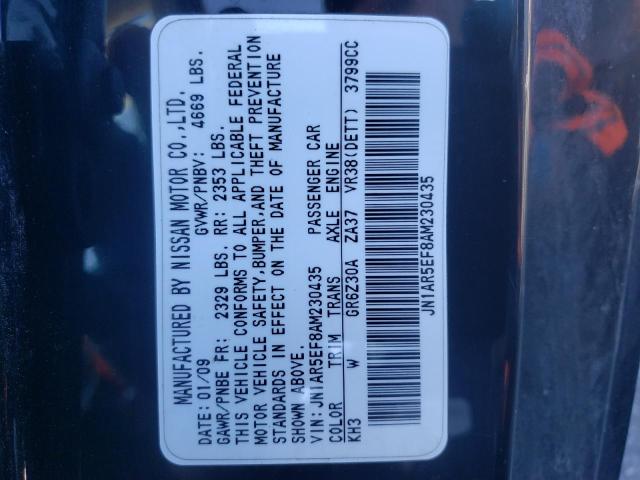 MANUFACTURED BY NISSAN MOTOR CO.,LTD.
DATE: 01/09 GVWR/PNBV: 4669 LBS.
GAWR/PNBE FR: 2329 LBS. RR: 2353 LBS.
THIS VEHICLE CONFORMS TO ALL APPLICABLE FEDERAL
MOTOR VEHICLE SAFETY,BUMPER,AND THEFT PREVENTION
STANDARDS IN EFFECT ON THE DATE OF MANUFACTURE
SHOWN ABOVE.
VIN: JN1AR5EF8AM230435 PASSENGER CAR
COLOR TRIM TRANS AXLE ENGINE
KH3 W GR6Z30A ZA37 VR38(DETT) 3799CC
JN1AR5EF8AM230435